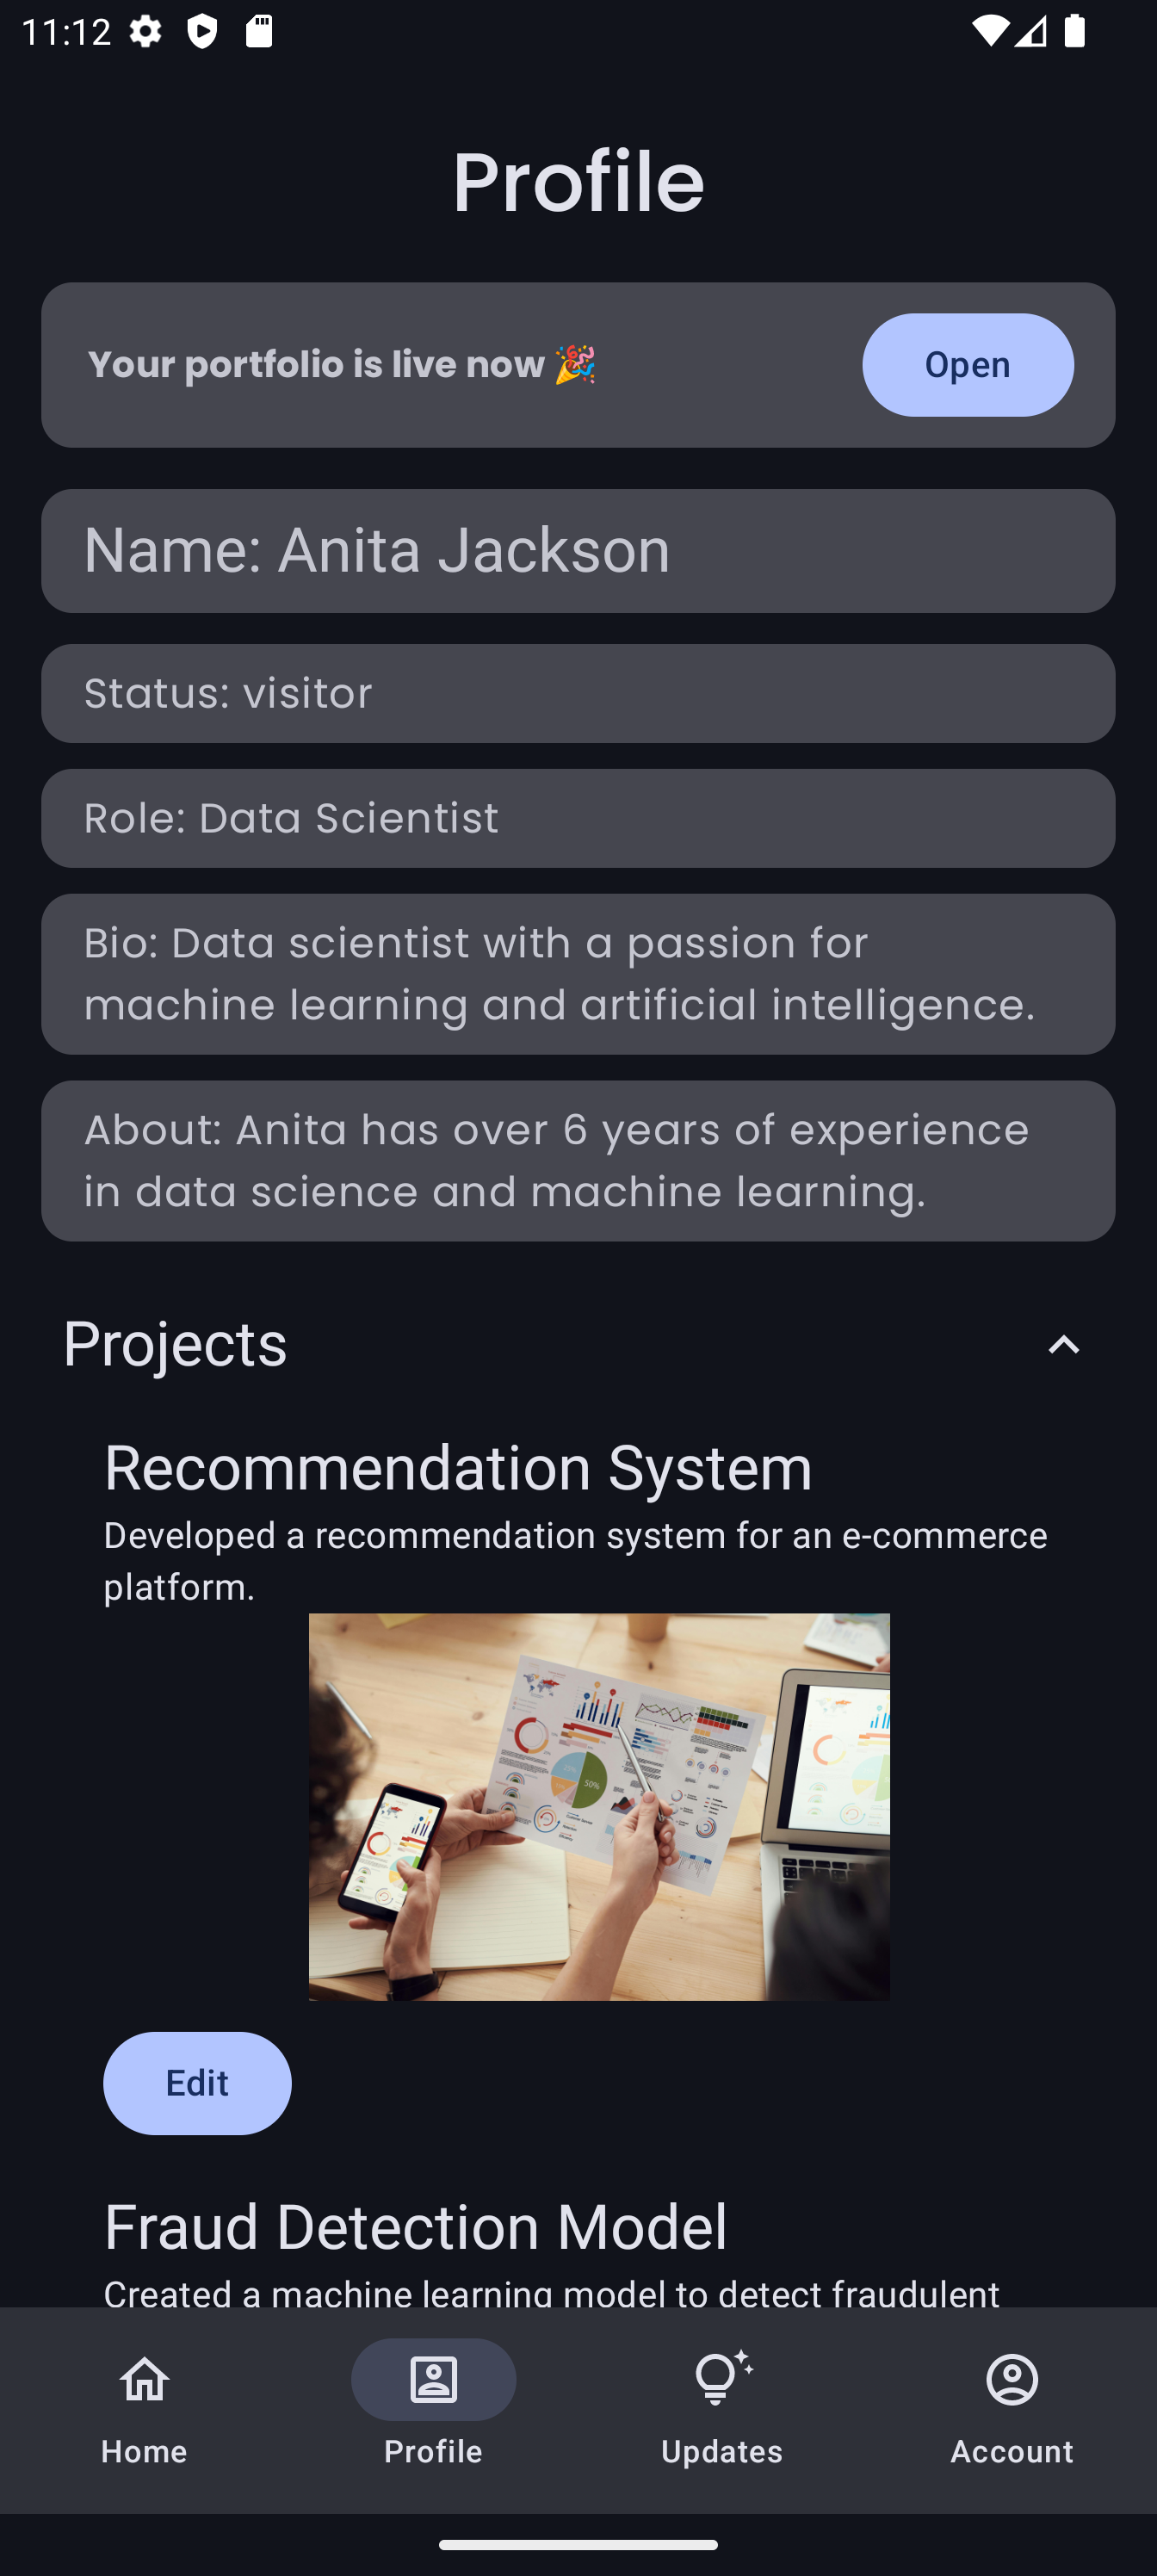 11:12
Profile
Your portfolio is live now 🎉
Open
Name: Anita Jackson
Status: visitor
Role: Data Scientist
Bio: Data scientist with a passion for
machine learning and artificial intelligence.
About: Anita has over 6 years of experience
in data science and machine learning.
Projects
Recommendation System
Developed a recommendation system for an e-commerce
platform.
50%
Edit
Fraud Detection Model
Created a machine learning model to detect fraudulent
Home
Profile
Updates
Account